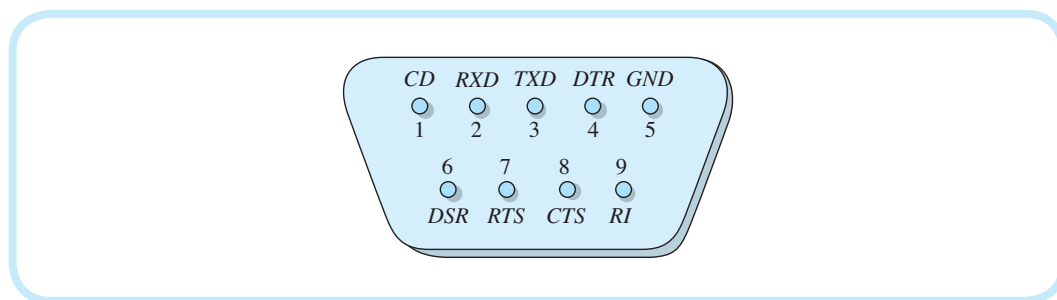 CD RXD TXD DTR GND
1 2 3 4 5
6 7 8 9
DSR RTS CTS RI